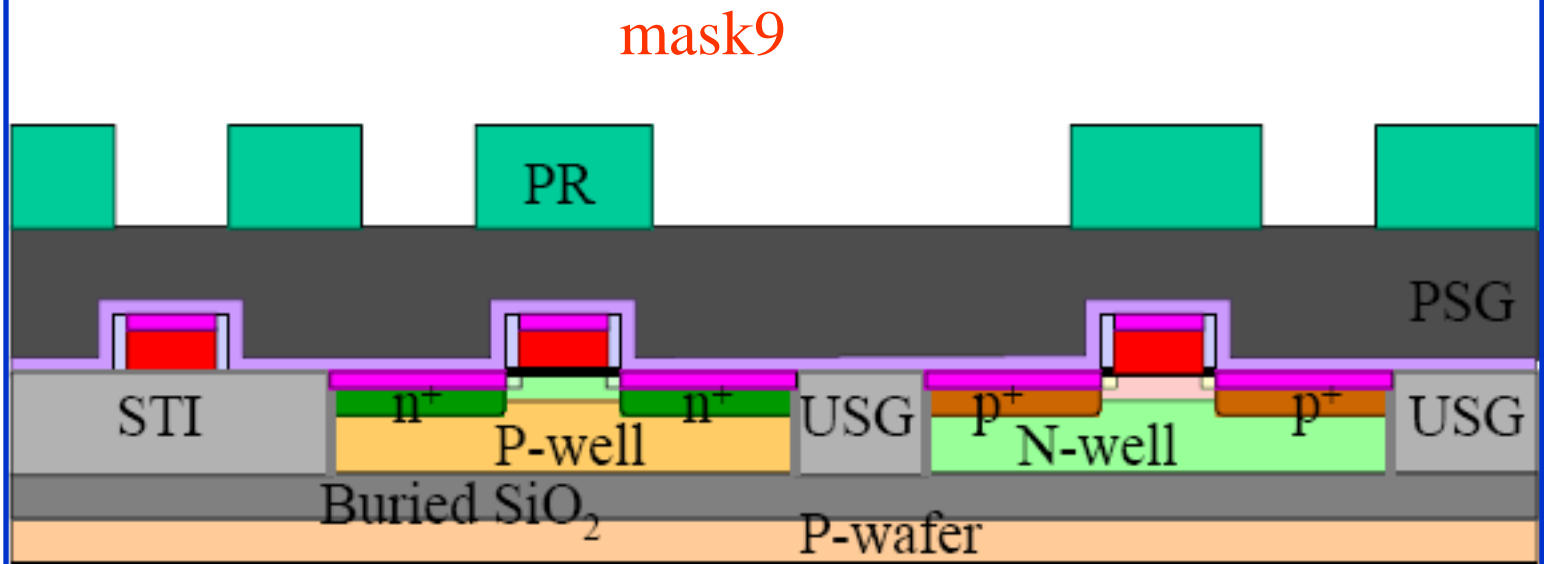 mask9
PR
PSG
STI
n⁺
n⁺
USG
p⁺
p⁺
USG
P-well
N-well
Buried SiO₂
P-wafer